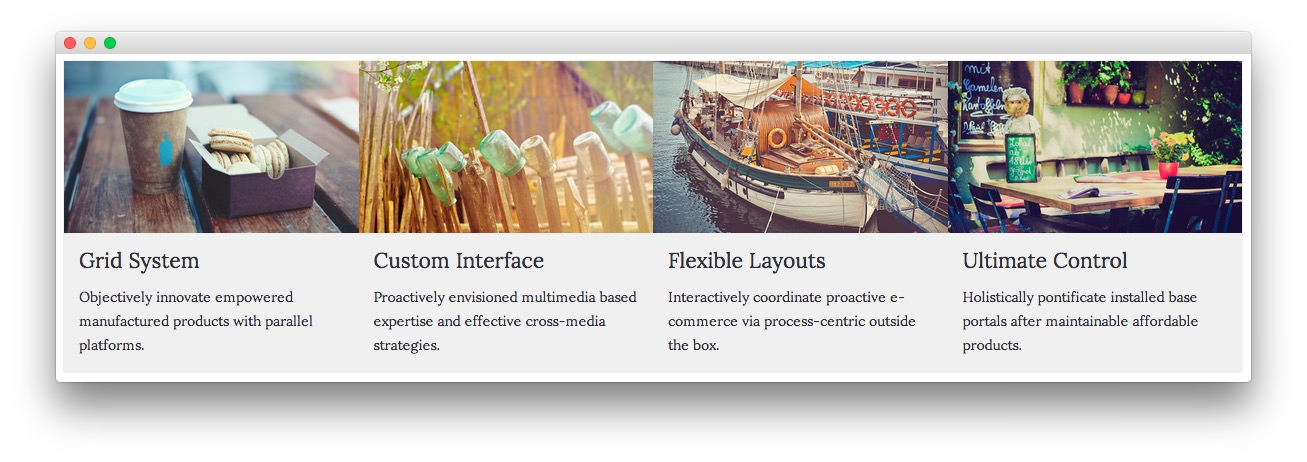 mit
Gamelen
Grid System
Objectively innovate empowered
manufactured products with parallel
platforms.
Custom Interface
Proactively envisioned multimedia based
expertise and effective cross-media
strategies.
Flexible Layouts
Interactively coordinate proactive e-
commerce via process-centric outside
the box.
Ultimate Control
Holistically pontificate installed base
portals after maintainable affordable
products.